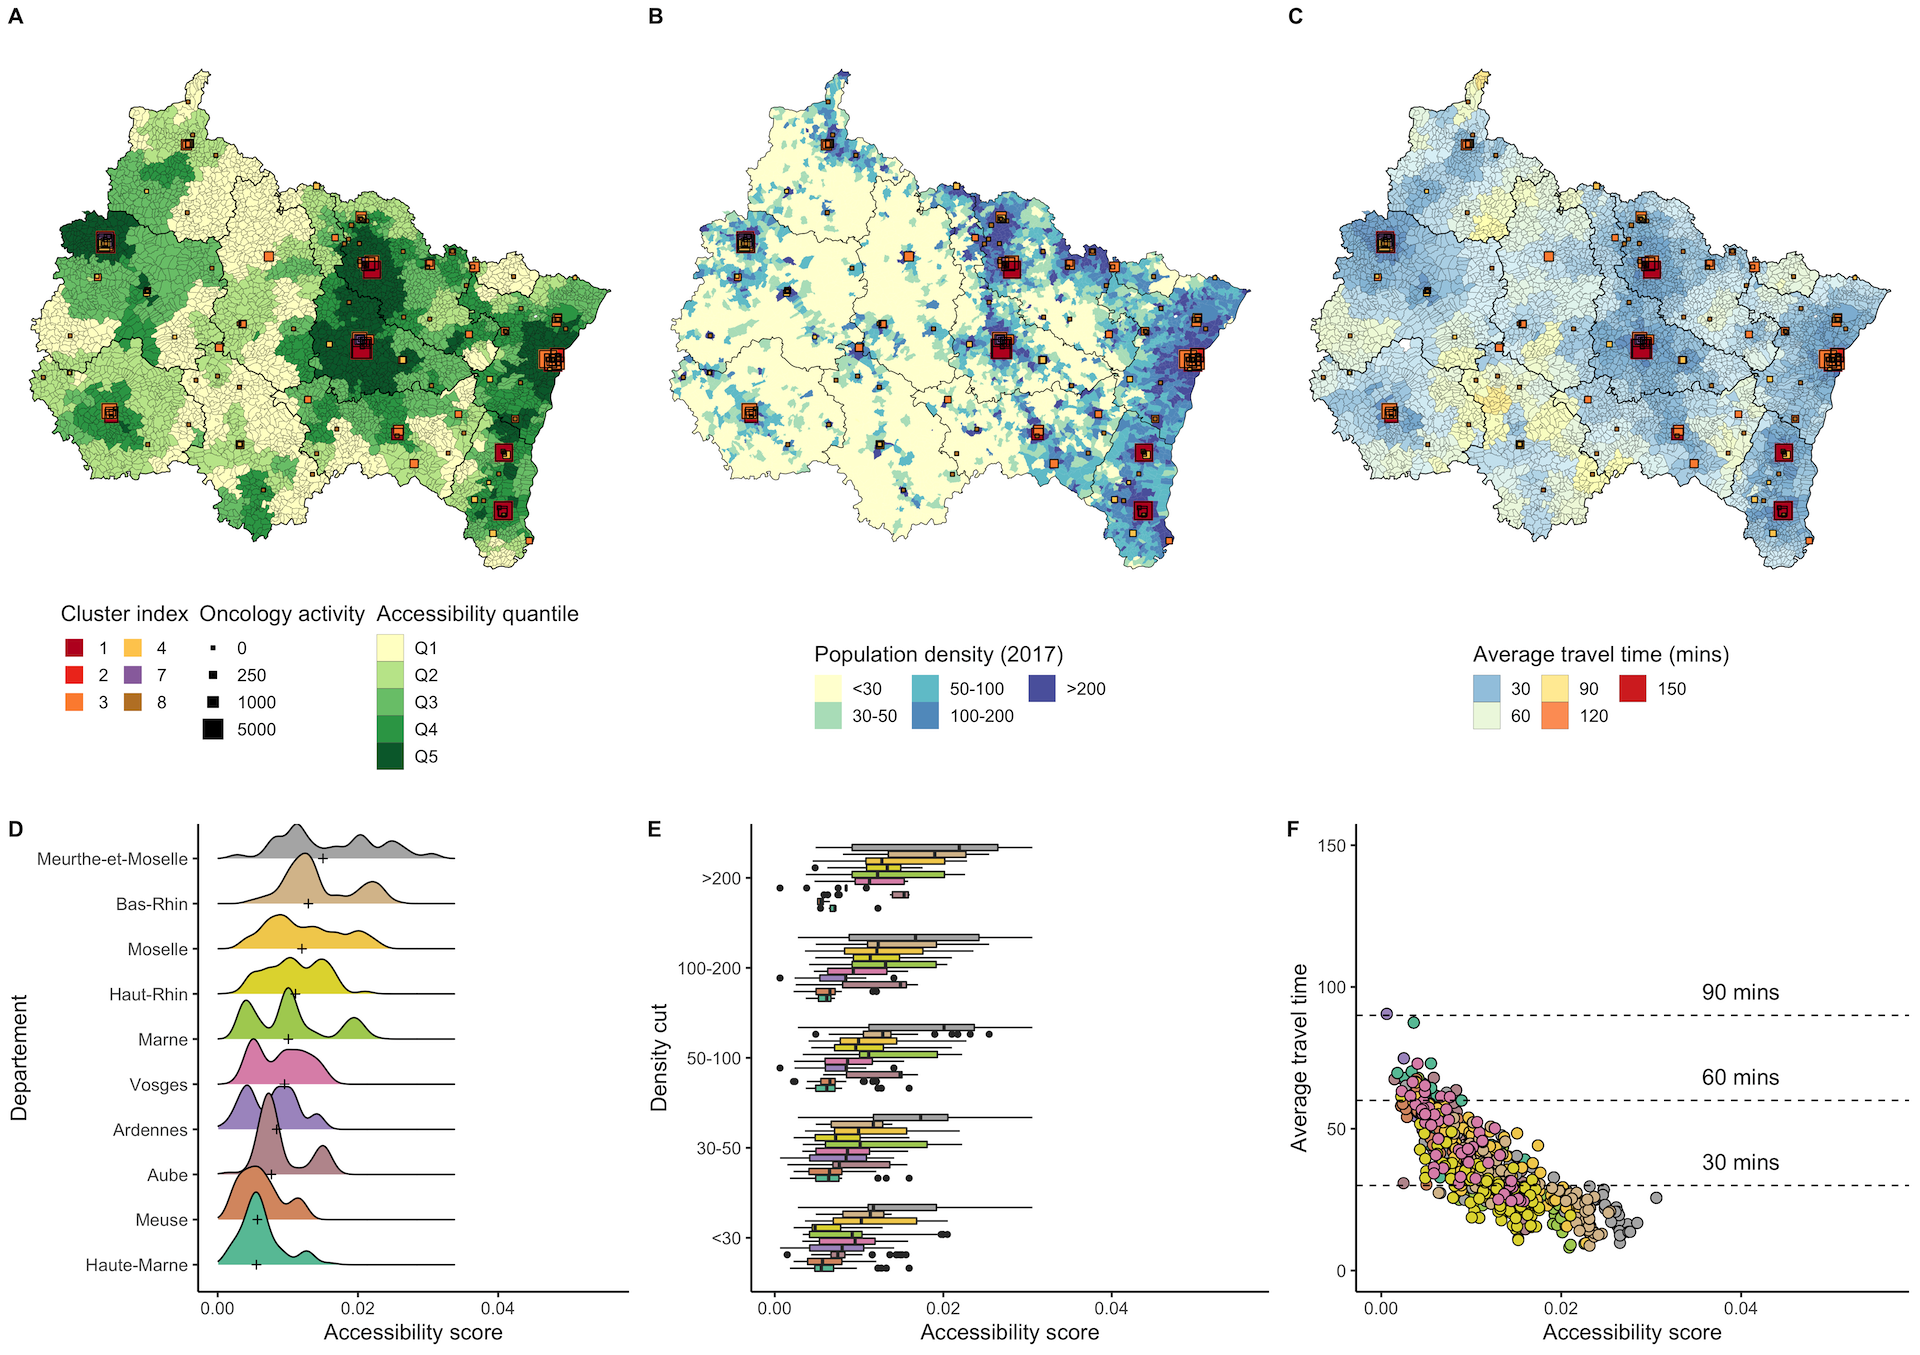 A
B
C
Cluster index
1
4
2
7
3
8
Oncology activity
0
250
1000
5000
Accessibility quantile
Q1
Q2
Q3
Q4
Q5
Population density (2017)
<30
50-100
>200
30-50
100-200
Average travel time (mins)
30
90
150
60
120
D
Departement
Meurthe-et-Moselle
Bas-Rhin
Moselle
Haut-Rhin
Marne
Vosges
Ardennes
Aube
Meuse
Haute-Marne
0.00
0.02
0.04
Accessibility score
E
Density cut
>200
100-200
50-100
30-50
<30
0.00
0.02
0.04
Accessibility score
F
Average travel time
150
100
50
0
90 mins
60 mins
30 mins
0.00
0.02
0.04
Accessibility score